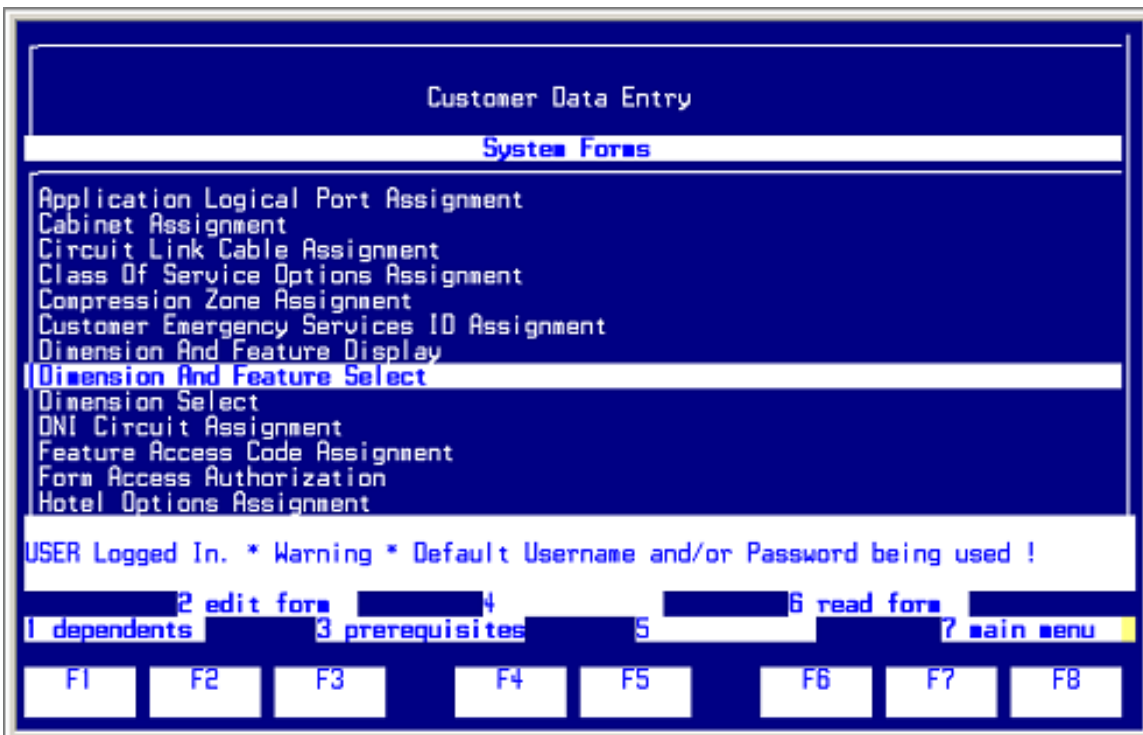 Customer Data Entry
System Forms
Application Logical Port Assignment
Cabinet Assignment
Circuit Link Cable Assignment
Class Of Service Options Assignment
Compression Zone Assignment
Customer Emergency Services ID Assignment
Dimension And Feature Display
Dimension And Feature Select
Dimension Select
DNI Circuit Assignment
Feature Access Code Assignment
Form Access Authorization
Hotel Options Assignment
USER Logged In. * Warning * Default Username and/or Password being used !
2 edit form 4 6 read form
1 dependents 3 prerequisites 5 7 main menu
F1 F2 F3 F4 F5 F6 F7 F8